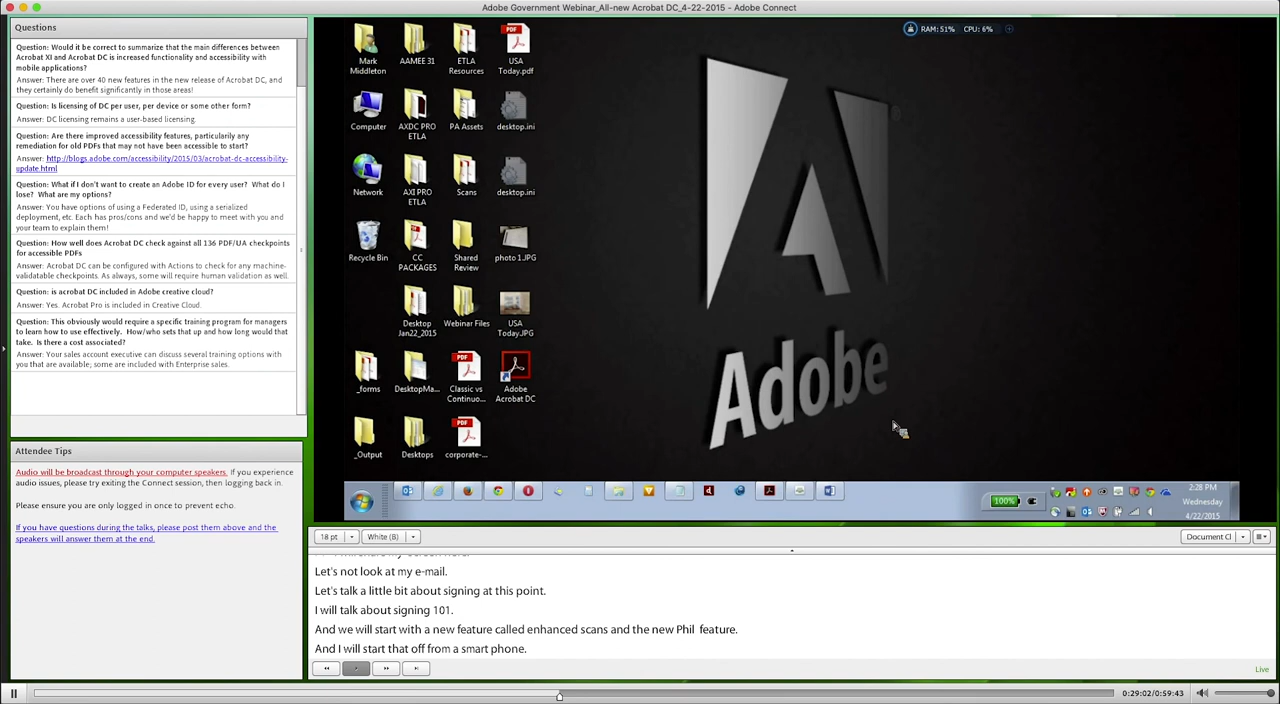 Adobe Government Webinar_All-new Acrobat DC_4-22-2015 - Adobe Connect
Questions
Question: Would it be correct to summarize that the main differences between
Acrobat XI and Acrobat DC is increased functionality and accessibility with
mobile applications?
Answer: There are over 40 new features in the new release of Acrobat DC, and
they certainly do benefit significantly in those areas!
Question: Is licensing of DC per user, per device or some other form?
Answer: DC licensing remains a user-based licensing.
Question: Are there improved accessibility features, particularly any
remediation for old PDFs that may not have been accessible to start?
Answer: http://blogs.adobe.com/accessibility/2015/03/acrobat-dc-accessibility-
update.html
Question: What if I don't want to create an Adobe ID for every user? What do I
lose? What are my options?
Answer: You have options of using a Federated ID, using a serialized
deployment, etc. Each has pros/cons and we'd be happy to meet with you and
your team to explain them!
Question: How well does Acrobat DC check against all 136 PDF/UA checkpoints
for accessible PDFs
Answer: Acrobat DC can be configured with Actions to check for any machine-
validatable checkpoints. As always, some will require human validation as well.
Question: is acrobat DC included in Adobe creative cloud?
Answer: Yes. Acrobat Pro is included in Creative Cloud.
Question: This obviously would require a specific training program for managers
to learn how to use effectively. How/who sets that up and how long would that
take. Is there a cost associated?
Answer: Your sales account executive can discuss several training options with
you that are available; some are included with Enterprise sales.
Attendee Tips
Audio will be broadcast through your computer speakers. If you experience
audio issues, please try exiting the Connect session, then logging back in.
Please ensure you are only logged in once to prevent echo.
If you have questions during the talks, please post them above and the
speakers will answer them at the end.
RAM: 51% CPU: 6%
Mark
Middleton
AAMEE 31
ETLA
Resources
PDF
USA
Today.pdf
Computer
AXDC PRO
ETLA
PA Assets
desktop.ini
Network
AXI PRO
ETLA
Scans
desktop.ini
Recycle Bin
CC
PACKAGES
Shared
Review
photo 1.JPG
Desktop
Jan22_2015
Webinar Files
USA
Today.JPG
_forms
DesktopMa...
PDF
Classic vs
Continuo...
Adobe
Acrobat DC
_Output
Desktops
PDF
corporate-...
Adobe
100%
2:28 PM
Wednesday
4/22/2015
18 pt
White (B)
Document Cl
Let's not look at my e-mail.
Let's talk a little bit about signing at this point.
I will talk about signing 101.
And we will start with a new feature called enhanced scans and the new Phil feature.
And I will start that off from a smart phone.
Live
0:29:02/0:59:43